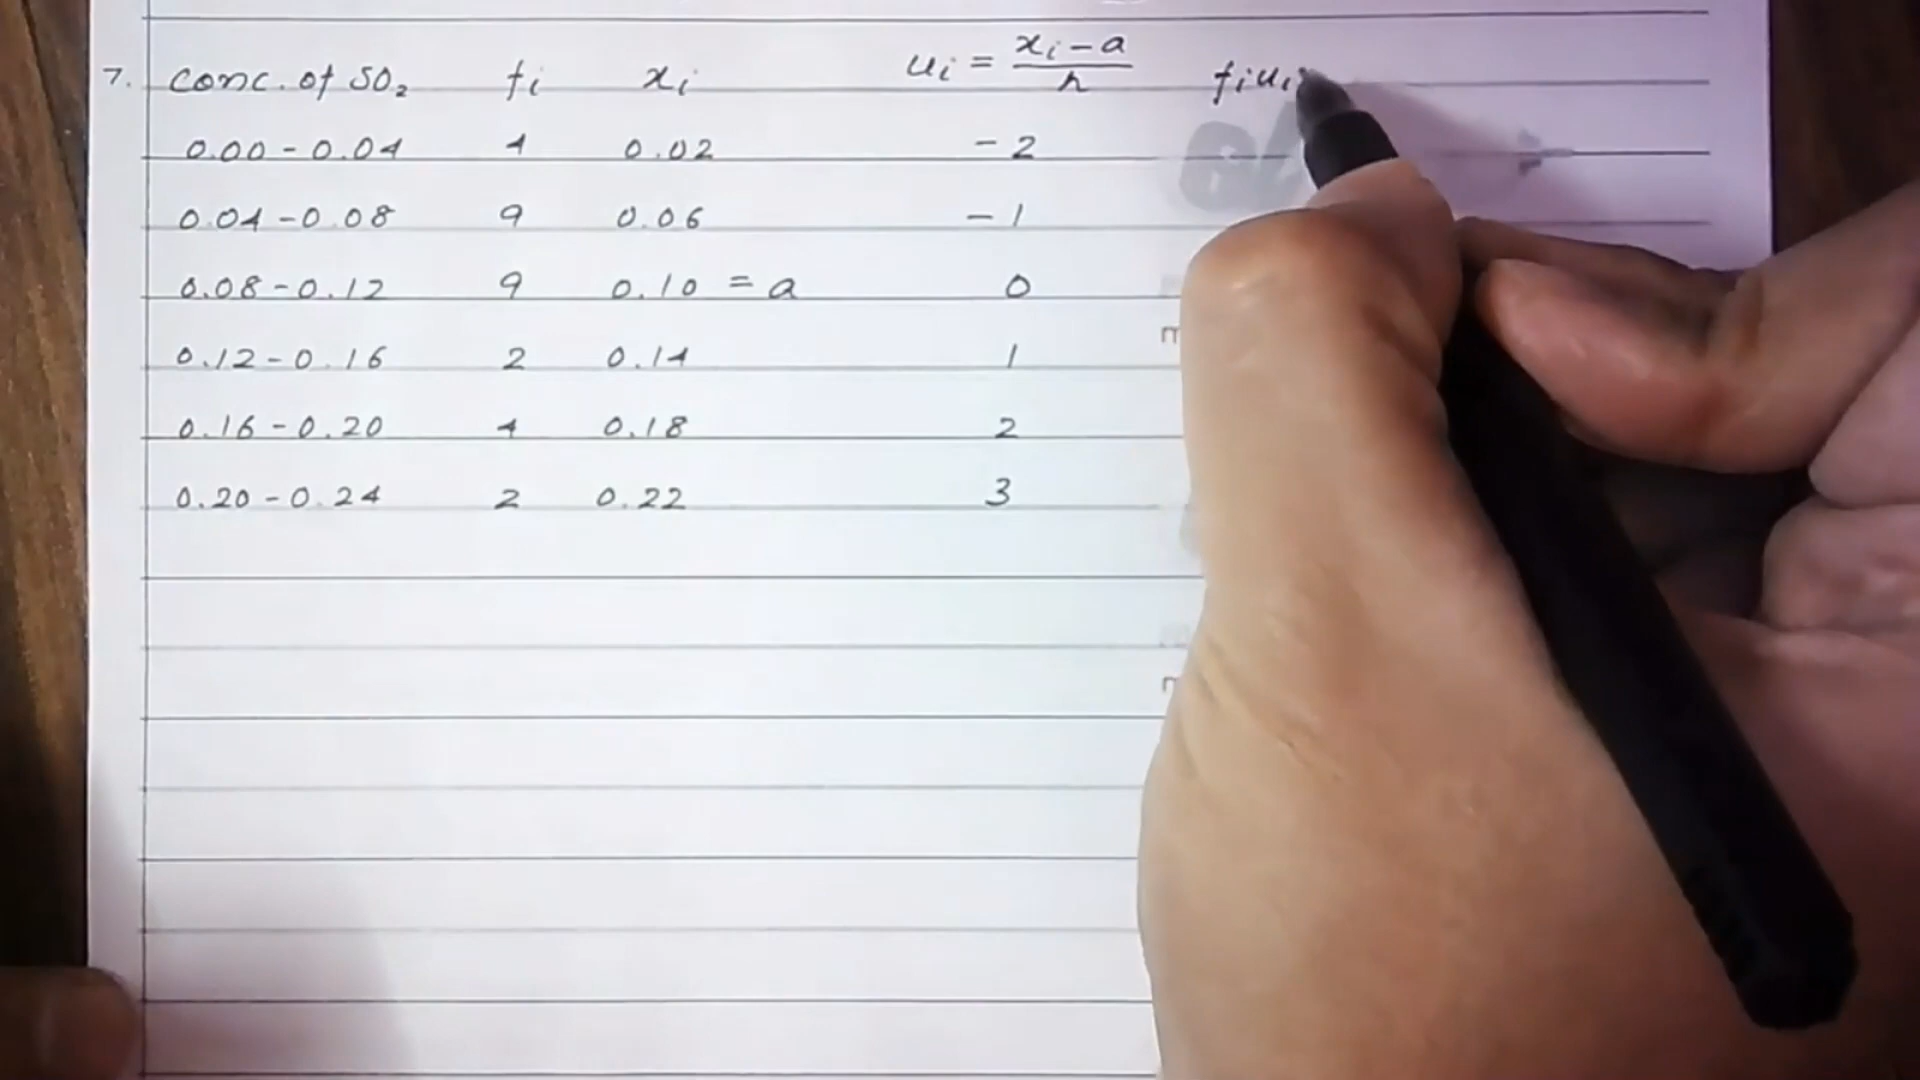 7. conc. of SO₂ fi xi ui = xi - a / h fiui
0.00 - 0.04 4 0.02 - 2
0.04 - 0.08 9 0.06 - 1
0.08 - 0.12 9 0.10 = a 0
0.12 - 0.16 2 0.14 1
0.16 - 0.20 4 0.18 2
0.20 - 0.24 2 0.22 3